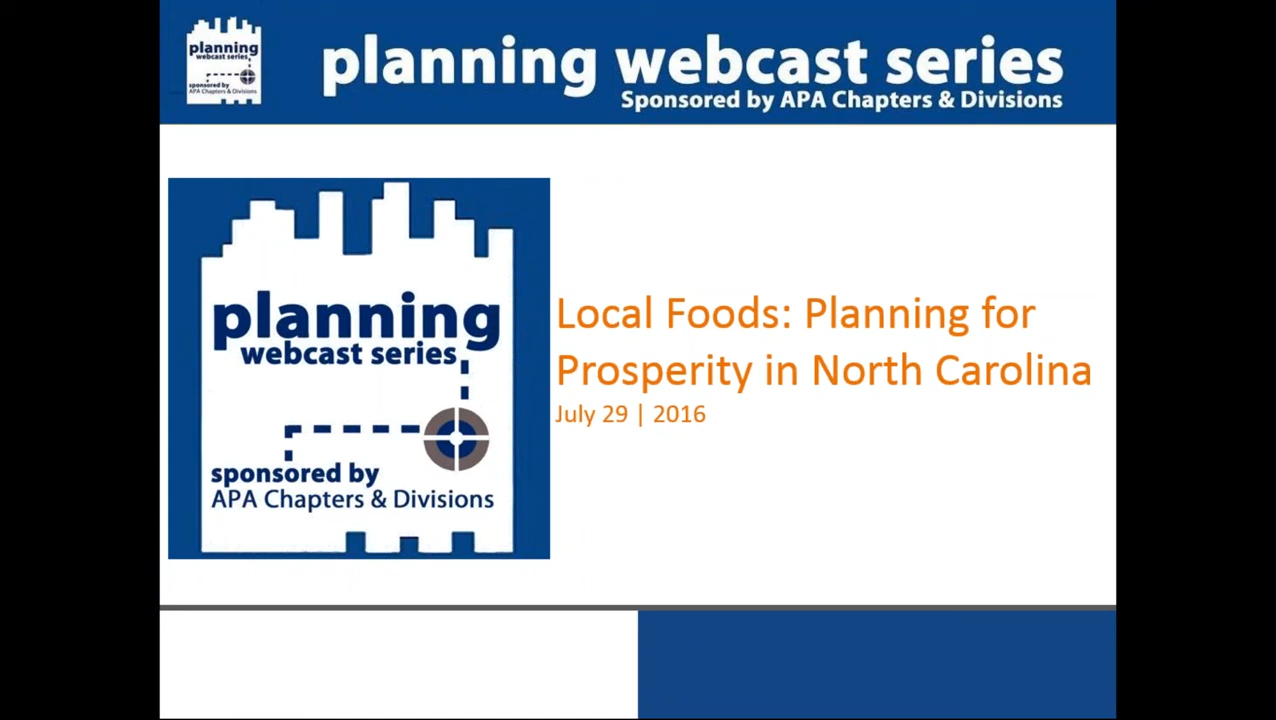 planning
webcast series
sponsored by
APA Chapters & Divisions
planning webcast series
Sponsored by APA Chapters & Divisions
planning
webcast series
sponsored by
APA Chapters & Divisions
Local Foods: Planning for
Prosperity in North Carolina
July 29 | 2016